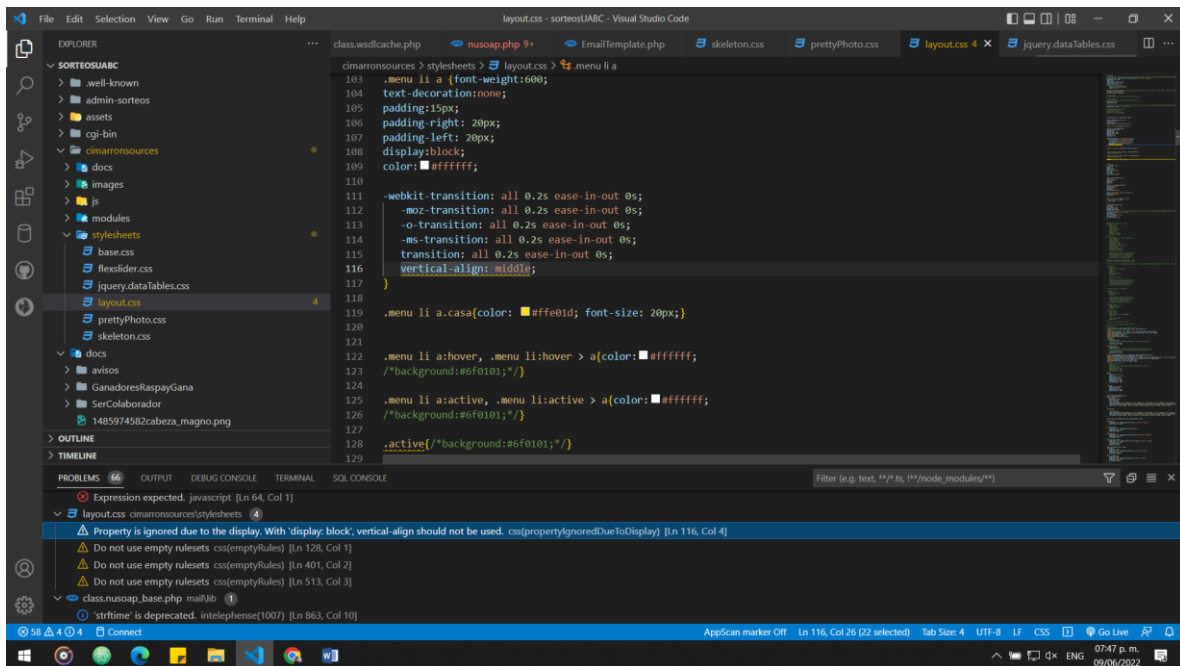 File Edit Selection View Go Run Terminal Help
layout.css - sorteosUABC - Visual Studio Code
EXPLORER
class.wsdlcache.php nusoap.php 9+ EmailTemplate.php skeleton.css prettyPhoto.css layout.css 4 jquery.dataTables.css
SORTEOSUABC
.well-known
admin-sorteos
assets
cgi-bin
cimarronsources
docs
images
js
modules
stylesheets
base.css
flexslider.css
jquery.dataTables.css
layout.css 4
prettyPhoto.css
skeleton.css
docs
avisos
GanadoresRaspayGana
SerColaborador
1485974582cabeza_magno.png
OUTLINE
TIMELINE
cimarronsources > stylesheets > layout.css > .menu li a
103 .menu li a {font-weight:600;
104 text-decoration:none;
105 padding:15px;
106 padding-right: 20px;
107 padding-left: 20px;
108 display:block;
109 color: #ffffff;
110
111 -webkit-transition: all 0.2s ease-in-out 0s;
112 -moz-transition: all 0.2s ease-in-out 0s;
113 -o-transition: all 0.2s ease-in-out 0s;
114 -ms-transition: all 0.2s ease-in-out 0s;
115 transition: all 0.2s ease-in-out 0s;
116 vertical-align: middle;
117 }
118
119 .menu li a.casa{color: #ffe01d; font-size: 20px;}
120
121
122 .menu li a:hover, .menu li:hover > a{color: #ffffff;
123 /*background:#6f0101;*/}
124
125 .menu li a:active, .menu li:active > a{color: #ffffff;
126 /*background:#6f0101;*/}
127
128 .active{/*background:#6f0101;*/}
129
PROBLEMS 66 OUTPUT DEBUG CONSOLE TERMINAL SQL CONSOLE
Filter (e.g. text, **/*.ts, !**/node_modules/**)
Expression expected. javascript [Ln 64, Col 1]
layout.css cimarronsources\stylesheets 4
Property is ignored due to the display. With 'display: block', vertical-align should not be used. css(propertyIgnoredDueToDisplay) [Ln 116, Col 4]
Do not use empty rulesets css(emptyRules) [Ln 128, Col 1]
Do not use empty rulesets css(emptyRules) [Ln 401, Col 2]
Do not use empty rulesets css(emptyRules) [Ln 513, Col 3]
class.nusoap_base.php mail\lib 1
'strftime' is deprecated. intelephense(1007) [Ln 863, Col 10]
58 4 4 Connect
AppScan marker Off Ln 116, Col 26 (22 selected) Tab Size: 4 UTF-8 LF CSS Go Live
ENG
07:47 p. m.
09/06/2022